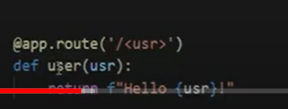 @app.route('/<usr>')
def user(usr):
return f"Hello {usr}!"